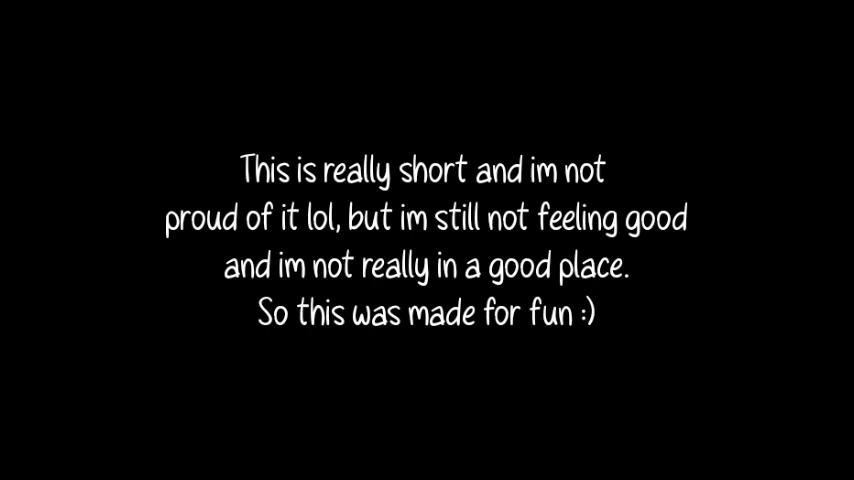 This is really short and im not
proud of it lol, but im still not feeling good
and im not really in a good place.
So this was made for fun :)